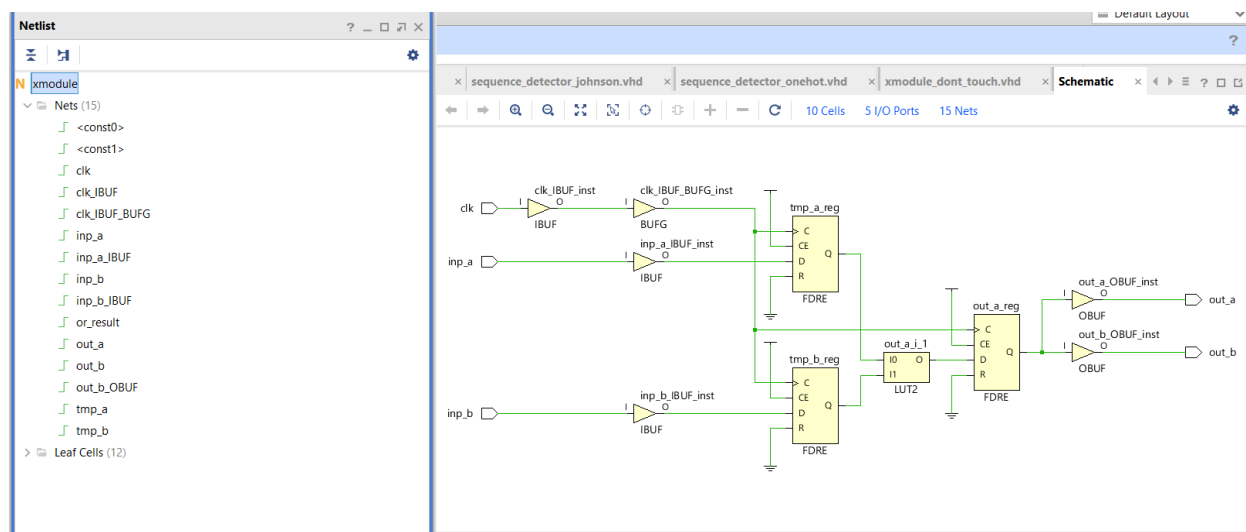 Default Layout
Netlist
?
?
xmodule
Nets (15)
<const0>
<const1>
clk
clk_IBUF
clk_IBUF_BUFG
inp_a
inp_a_IBUF
inp_b
inp_b_IBUF
or_result
out_a
out_b
out_b_OBUF
tmp_a
tmp_b
Leaf Cells (12)
sequence_detector_johnson.vhd
sequence_detector_onehot.vhd
xmodule_dont_touch.vhd
Schematic
?
10 Cells 5 I/O Ports 15 Nets
clk_IBUF_inst
clk
I O
IBUF
clk_IBUF_BUFG_inst
I O
BUFG
inp_a
inp_a_IBUF_inst
I O
IBUF
tmp_a_reg
C
CE
D
R
Q
FDRE
inp_b
inp_b_IBUF_inst
I O
IBUF
tmp_b_reg
C
CE
D
R
Q
FDRE
out_a_i_1
I0 O
I1
LUT2
out_a_reg
C
CE
D
R
Q
FDRE
out_a_OBUF_inst
I O
OBUF
out_a
out_b_OBUF_inst
I O
OBUF
out_b